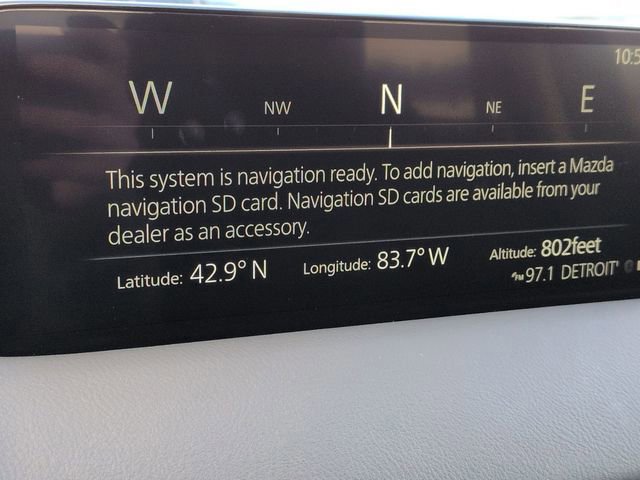 10:5
W NW N NE E
This system is navigation ready. To add navigation, insert a Mazda
navigation SD card. Navigation SD cards are available from your
dealer as an accessory.
Latitude: 42.9° N Longitude: 83.7° W Altitude: 802feet
FM 97.1 DETROIT'